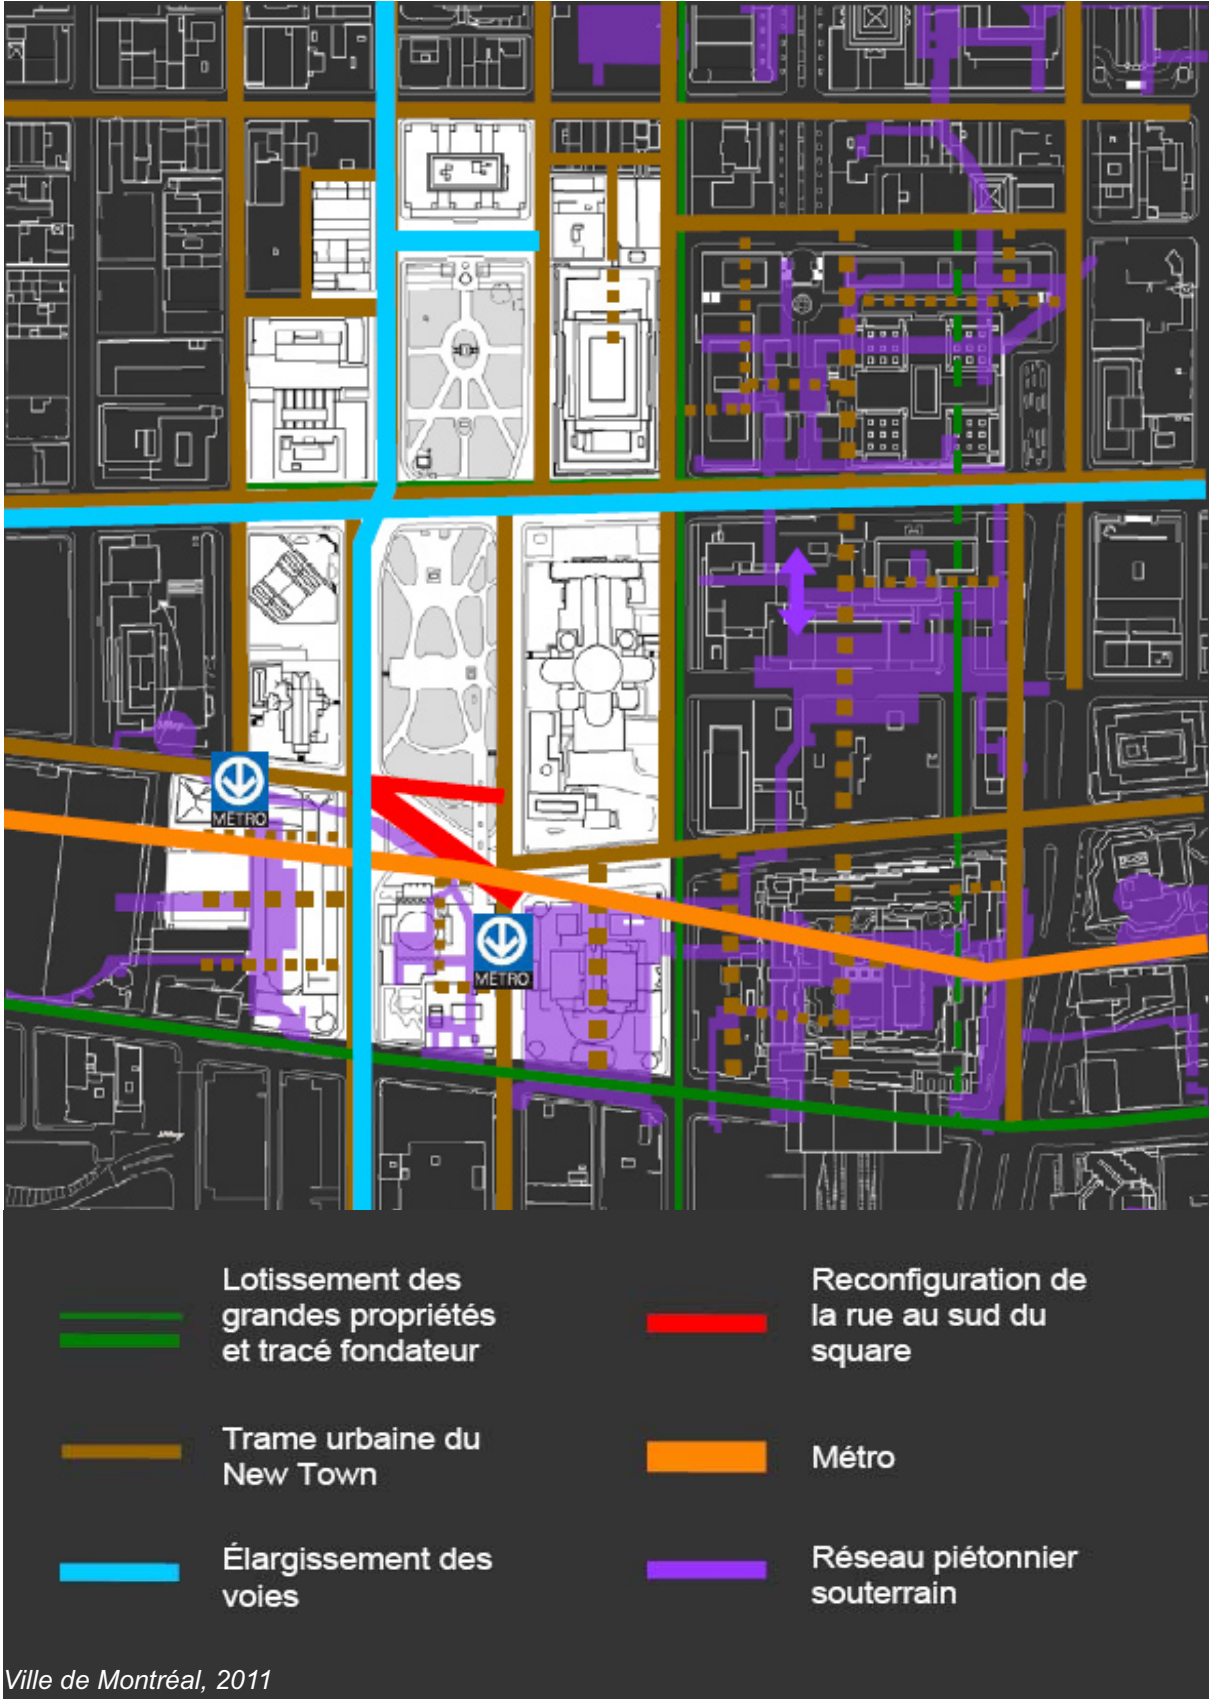 MÉTRO
MÉTRO
Lotissement des
grandes propriétés
et tracé fondateur
Trame urbaine du
New Town
Élargissement des
voies
Reconfiguration de
la rue au sud du
square
Métro
Réseau piétonnier
souterrain
Ville de Montréal, 2011